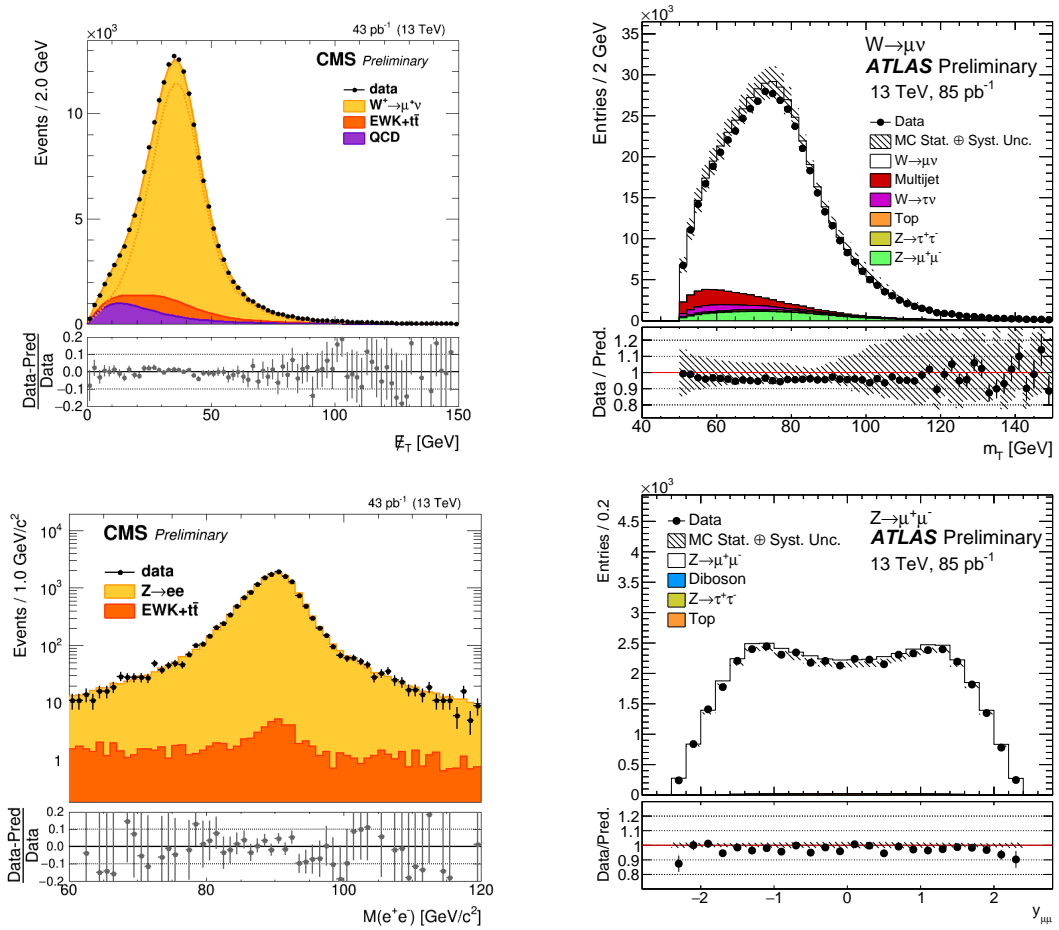 43 pb⁻¹ (13 TeV)
×10³
CMS Preliminary
data
W⁺→μ⁺ν
EWK+tt̄
QCD
Events / 2.0 GeV
10
5
0
Data-Pred
Data
0.2
0.1
0.0
−0.1
−0.2
0 50 100 150
E̸_T [GeV]
×10³
W→μν
ATLAS Preliminary
13 TeV, 85 pb⁻¹
Data
MC Stat. ⊕ Syst. Unc.
W→μν
Multijet
W→τν
Top
Z→τ⁺τ⁻
Z→μ⁺μ⁻
Entries / 2 GeV
35
30
25
20
15
10
5
0
Data / Pred.
1.2
1.1
1
0.9
0.8
40 60 80 100 120 140
m_T [GeV]
43 pb⁻¹ (13 TeV)
CMS Preliminary
data
Z→ee
EWK+tt̄
Events / 1.0 GeV/c²
10⁴
10³
10²
10
1
Data-Pred
Data
0.2
0.1
0.0
−0.1
−0.2
60 80 100 120
M(e⁺e⁻) [GeV/c²]
×10³
Z→μ⁺μ⁻
ATLAS Preliminary
13 TeV, 85 pb⁻¹
Data
MC Stat. ⊕ Syst. Unc.
Z→μ⁺μ⁻
Diboson
Z→τ⁺τ⁻
Top
Entries / 0.2
4.5
4
3.5
3
2.5
2
1.5
1
0.5
0
Data/Pred.
1.2
1.1
1
0.9
0.8
−2 −1 0 1 2
y_μμ